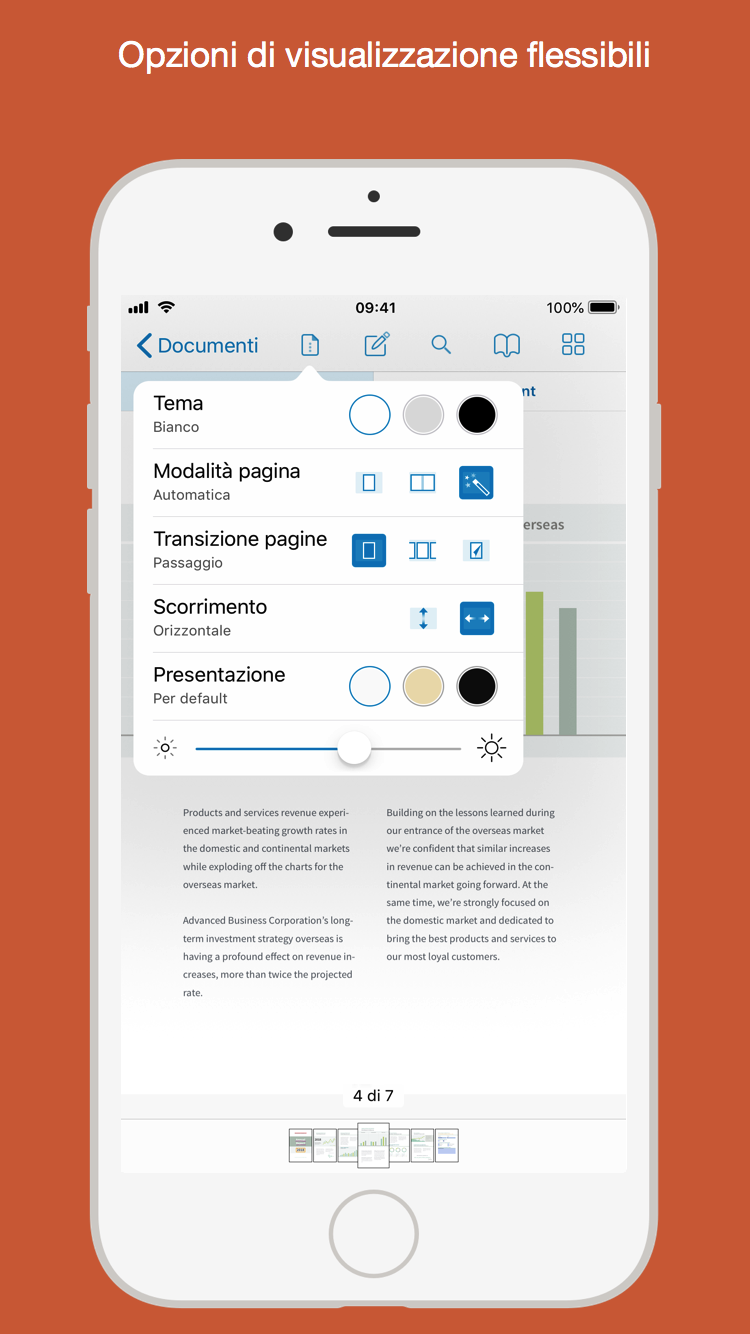 Opzioni di visualizzazione flessibili
09:41
100%
Documenti
nt
Tema
Bianco
Modalità pagina
Automatica
erseas
Transizione pagine
Passaggio
Scorrimento
Orizzontale
Presentazione
Per default
Products and services revenue experi-
enced market-beating growth rates in
the domestic and continental markets
while exploding off the charts for the
overseas market.
Advanced Business Corporation's long-
term investment strategy overseas is
having a profound effect on revenue in-
creases, more than twice the projected
rate.
Building on the lessons learned during
our entrance of the overseas market
we're confident that similar increases
in revenue can be achieved in the con-
tinental market going forward. At the
same time, we're strongly focused on
the domestic market and dedicated to
bring the best products and services to
our most loyal customers.
4 di 7